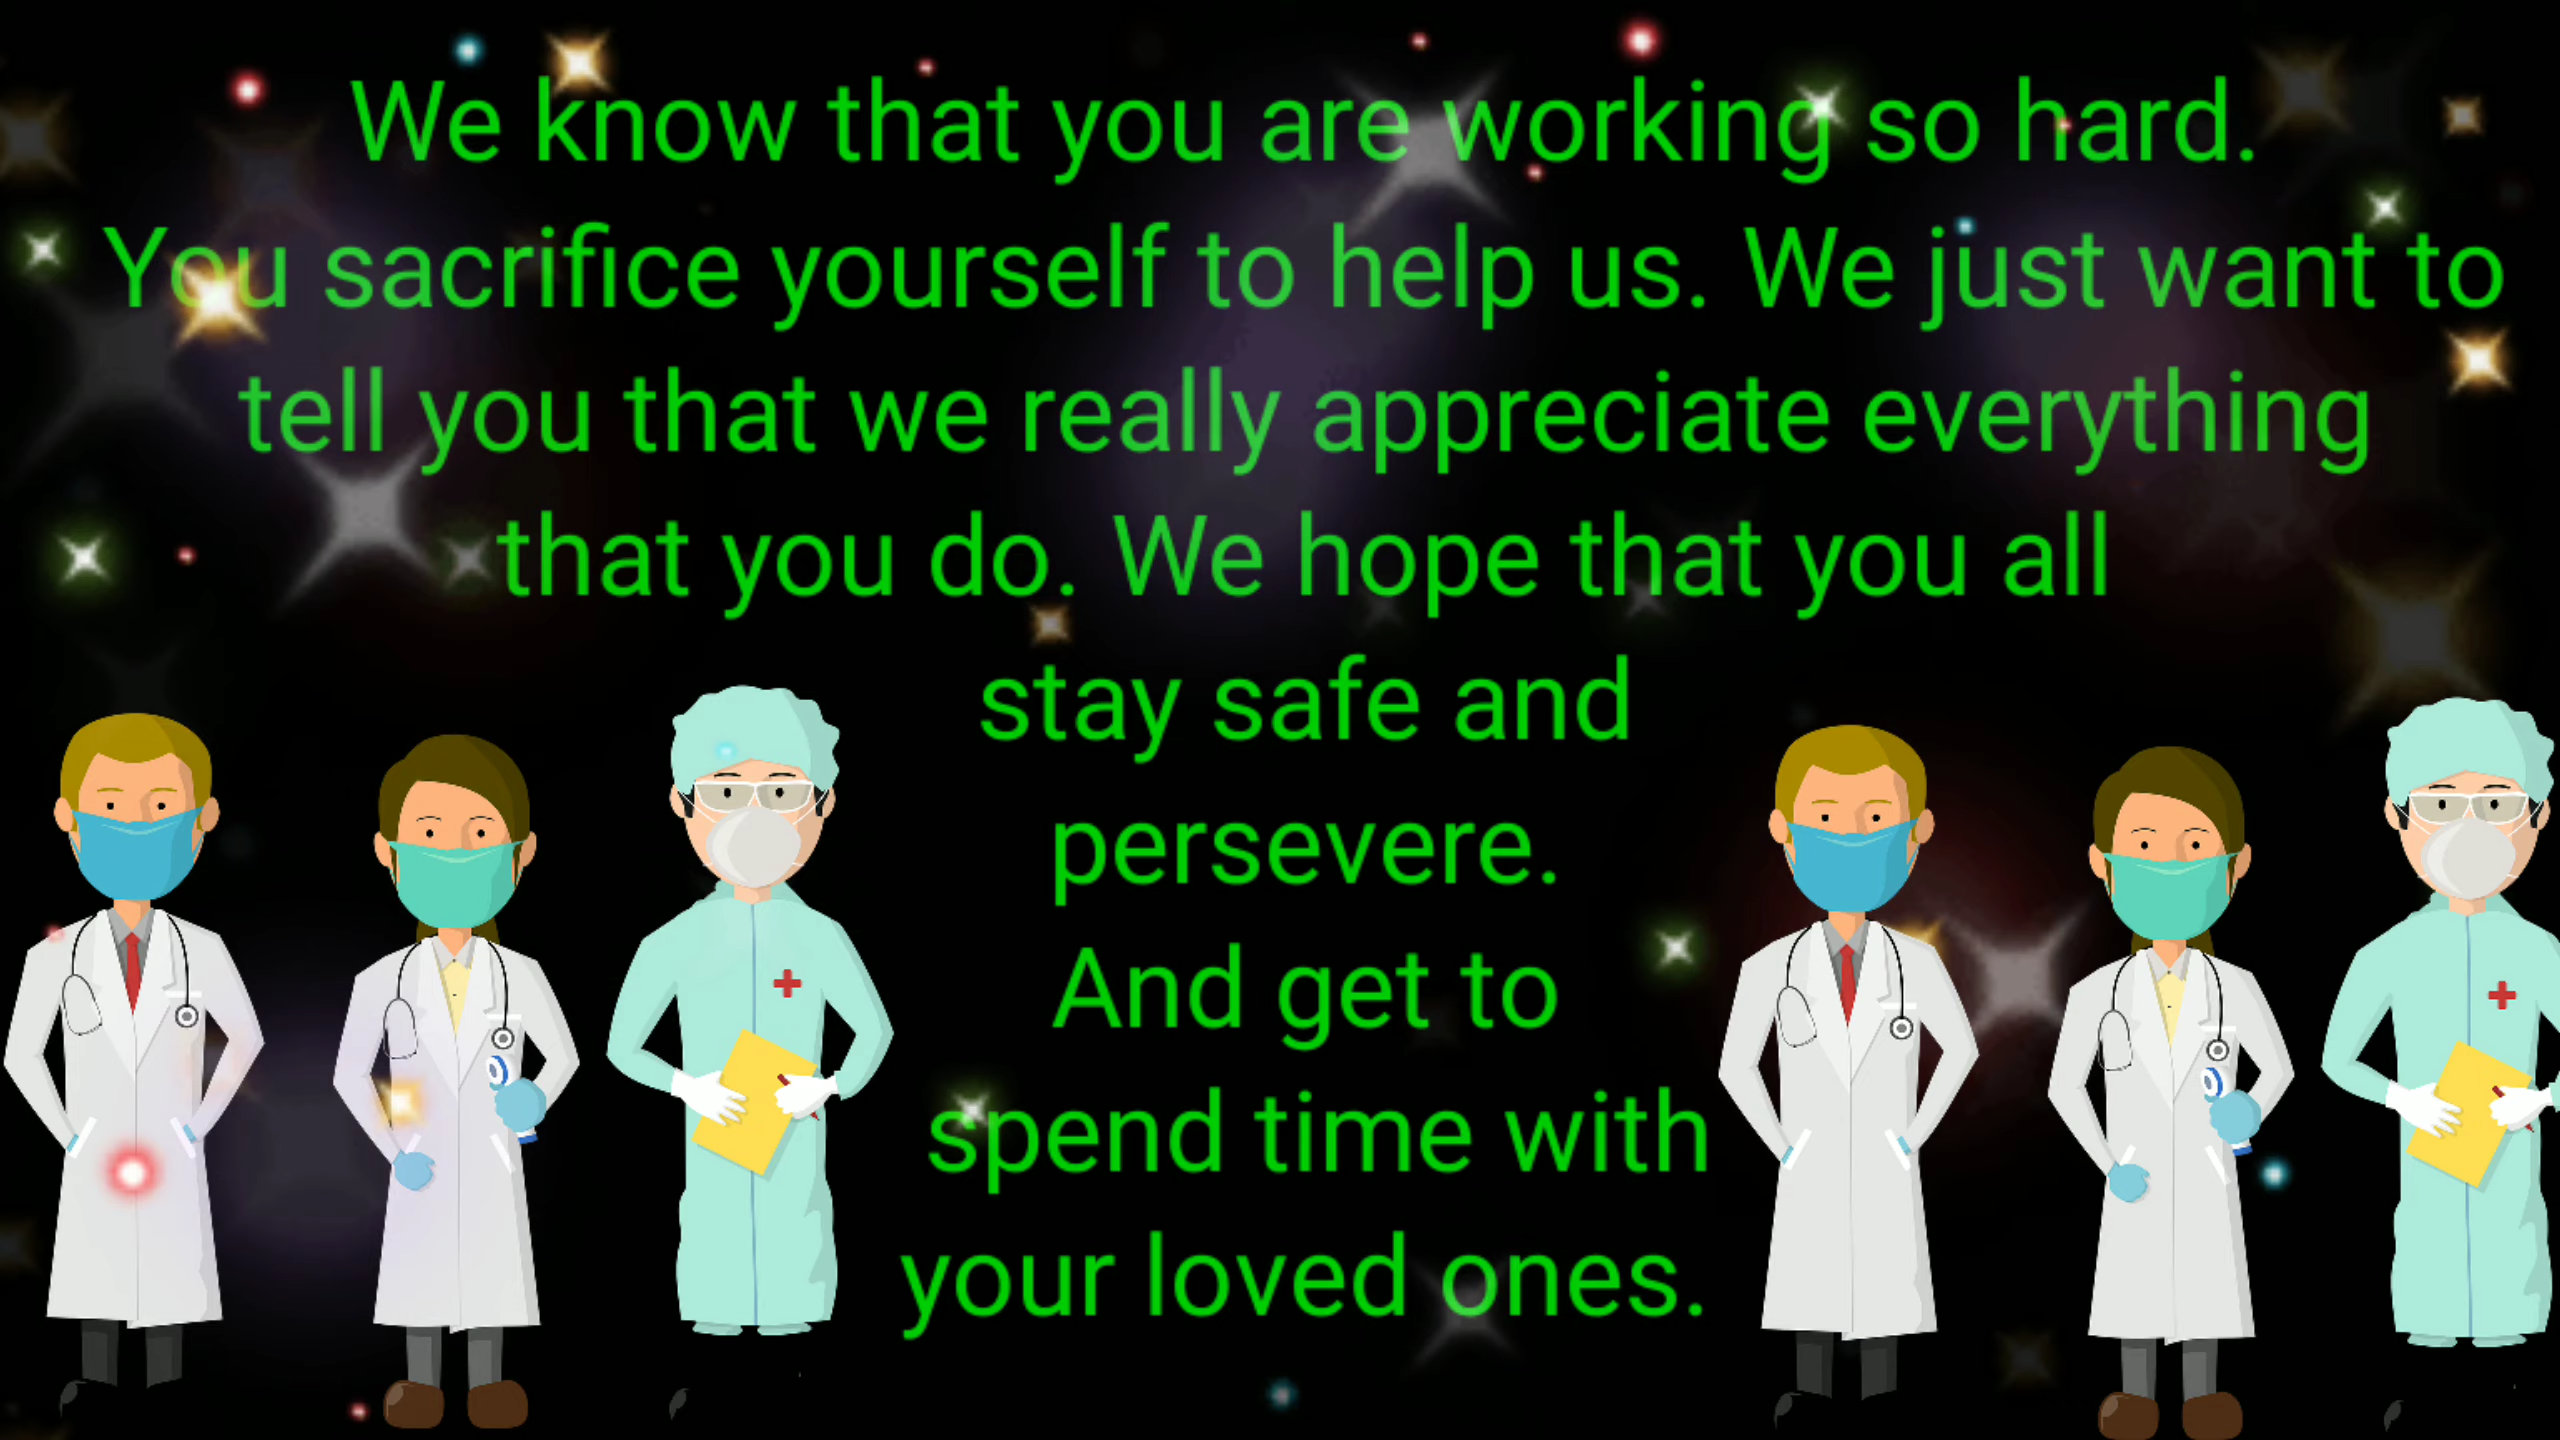 We know that you are working so hard.
You sacrifice yourself to help us. We just want to
tell you that we really appreciate everything
that you do. We hope that you all
stay safe and
persevere.
And get to
spend time with
your loved ones.